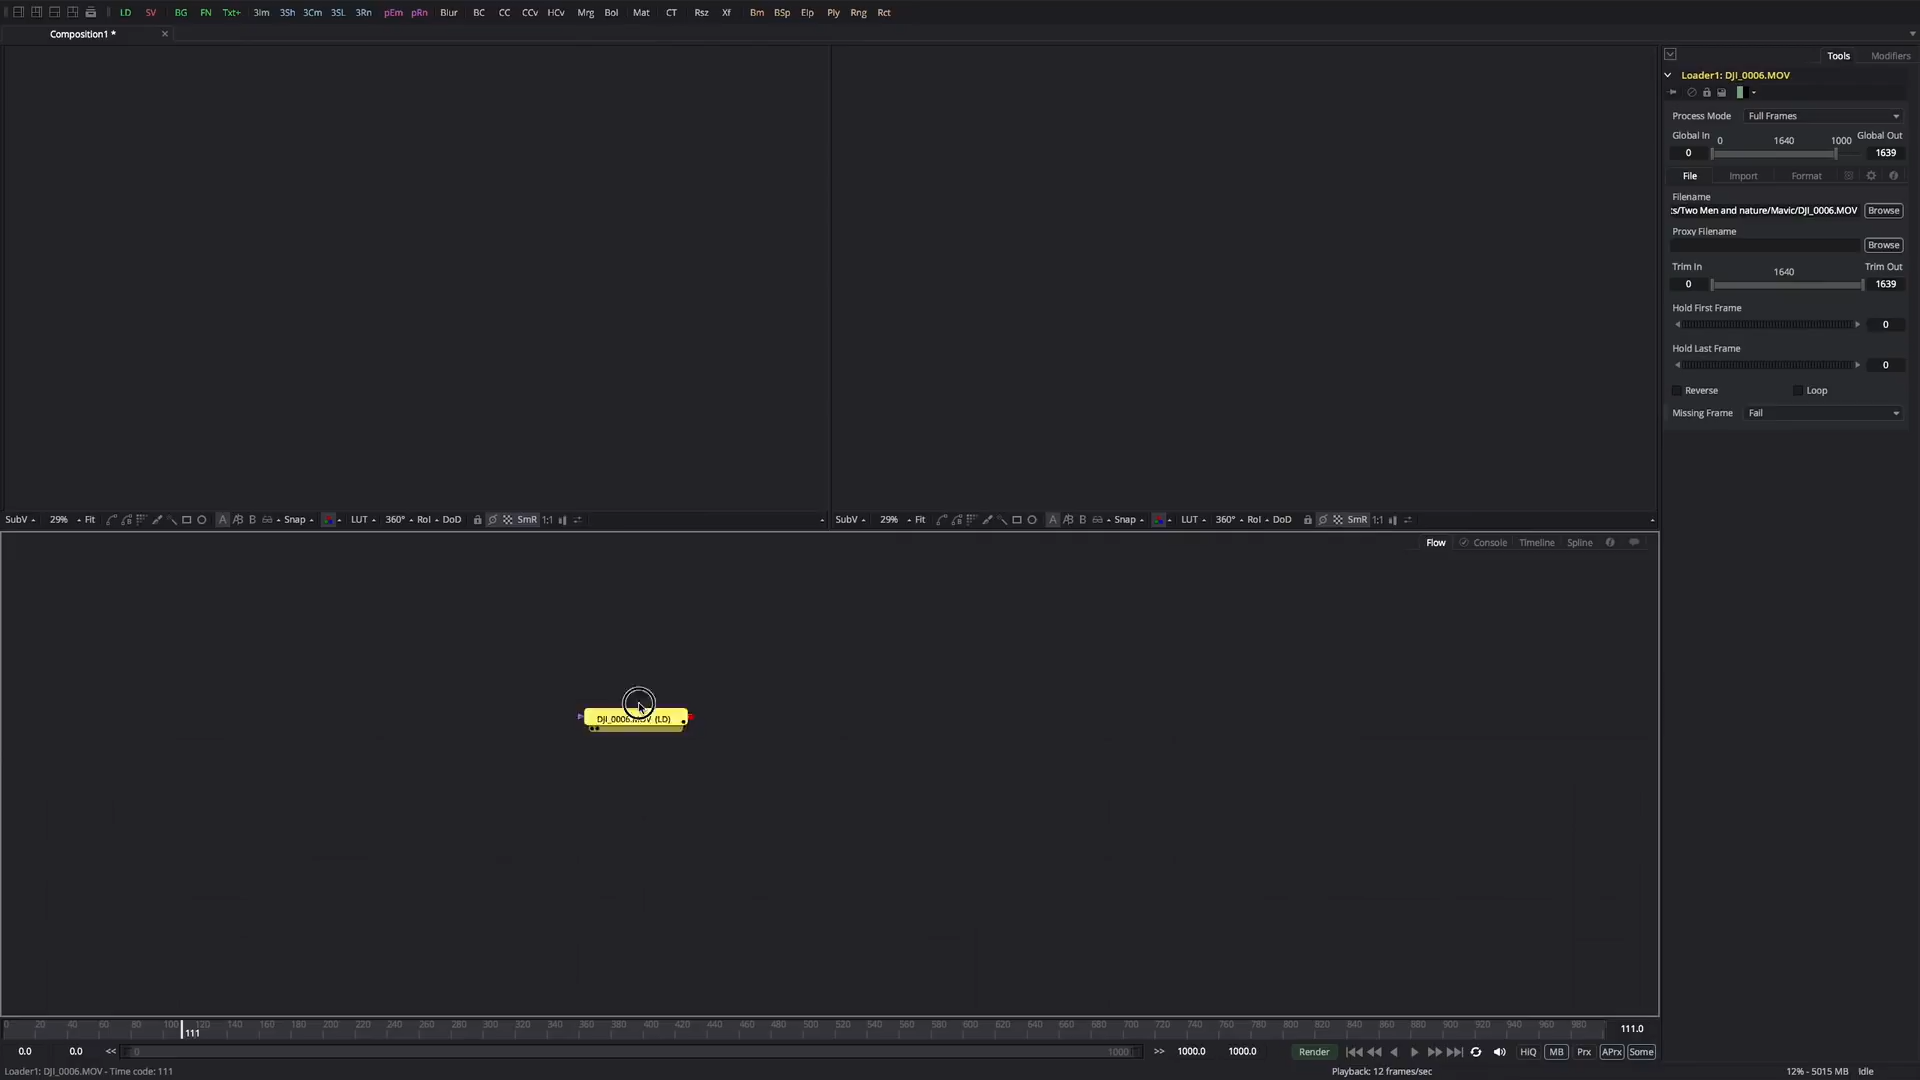 LD SV BG FN Txt+ 3Im 3Sh 3Cm 3SL 3Rn pEm pRn Blur BC CC CCv HCv Mrg Bol Mat CT Rsz Xf Bm BSp Elp Ply Rng Rct
Composition1 *
Tools Modifiers
Loader1: DJI_0006.MOV
Process Mode Full Frames
Global In 0 1640 1000 Global Out
0 1639
File Import Format
Filename
:s/Two Men and nature/Mavic/DJI_0006.MOV Browse
Proxy Filename
Browse
Trim In 1640 Trim Out
0 1639
Hold First Frame
0
Hold Last Frame
0
Reverse Loop
Missing Frame Fail
SubV 29% Fit A B Snap LUT 360° RoI DoD SmR 1:1
SubV 29% Fit A B Snap LUT 360° RoI DoD SmR 1:1
Flow Console Timeline Spline
DJI_0006.MOV (LD)
0 20 40 60 80 100 120 140 160 180 200 220 240 260 280 300 320 340 360 380 400 420 440 460 480 500 520 540 560 580 600 620 640 660 680 700 720 740 760 780 800 820 840 860 880 900 920 940 960 980
111 111.0
0.0 0.0 << 0 1000 >> 1000.0 1000.0 Render HiQ MB Prx APrx Some
Loader1: DJI_0006.MOV - Time code: 111 Playback: 12 frames/sec 12% - 5015 MB Idle